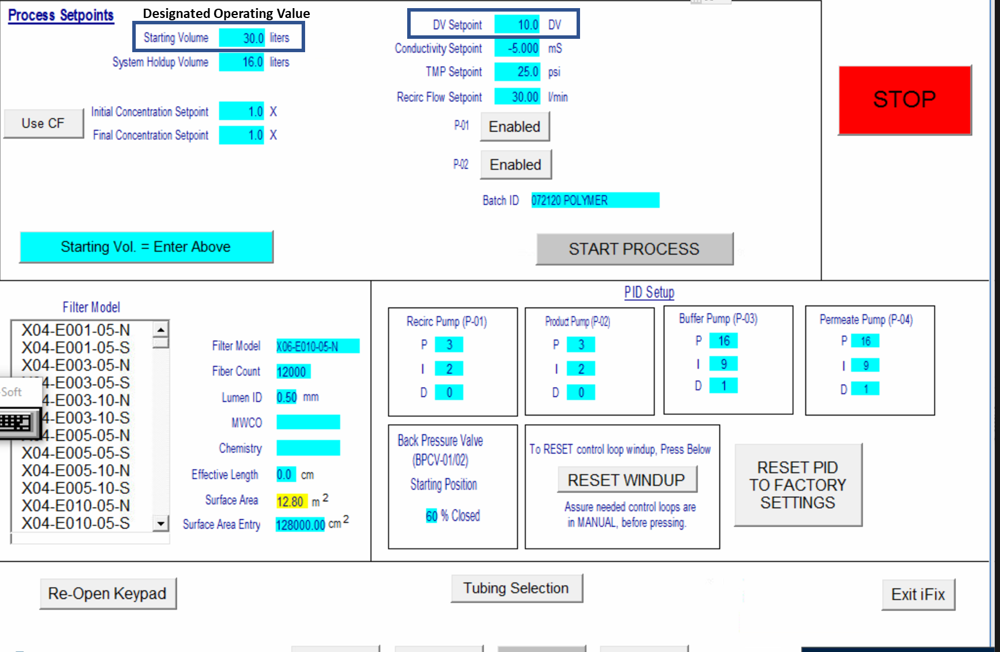 Process Setpoints
Designated Operating Value
Starting Volume 30.0 liters
System Holdup Volume 16.0 liters
Use CF
Initial Concentration Setpoint 1.0 X
Final Concentration Setpoint 1.0 X
Starting Vol. = Enter Above
DV Setpoint 10.0 DV
Conductivity Setpoint -5.000 mS
TMP Setpoint 25.0 psi
Recirc Flow Setpoint 30.00 l/min
P-01 Enabled
P-02 Enabled
Batch ID 072120 POLYMER
START PROCESS
STOP
Filter Model
X04-E001-05-N
X04-E001-05-S
X04-E003-05-N
4-E003-05-S
4-E003-10-N
4-E003-10-S
4-E005-05-N
X04-E005-05-S
X04-E005-10-N
X04-E005-10-S
X04-E010-05-N
X04-E010-05-S
-Soft
Filter Model X06-E010-05-N
Fiber Count 12000
Lumen ID 0.50 mm
MWCO
Chemistry
Effective Length 0.0 cm
Surface Area 12.80 m 2
Surface Area Entry 128000.00 cm 2
PID Setup
Recirc Pump (P-01)
P 3
I 2
D 0
Product Pump (P-02)
P 3
I 2
D 0
Buffer Pump (P-03)
P 16
I 9
D 1
Permeate Pump (P-04)
P 16
I 9
D 1
Back Pressure Valve
(BPCV-01/02)
Starting Position
60 % Closed
To RESET control loop windup, Press Below
RESET WINDUP
Assure needed control loops are
in MANUAL, before pressing.
RESET PID
TO FACTORY
SETTINGS
Re-Open Keypad
Tubing Selection
Exit iFix